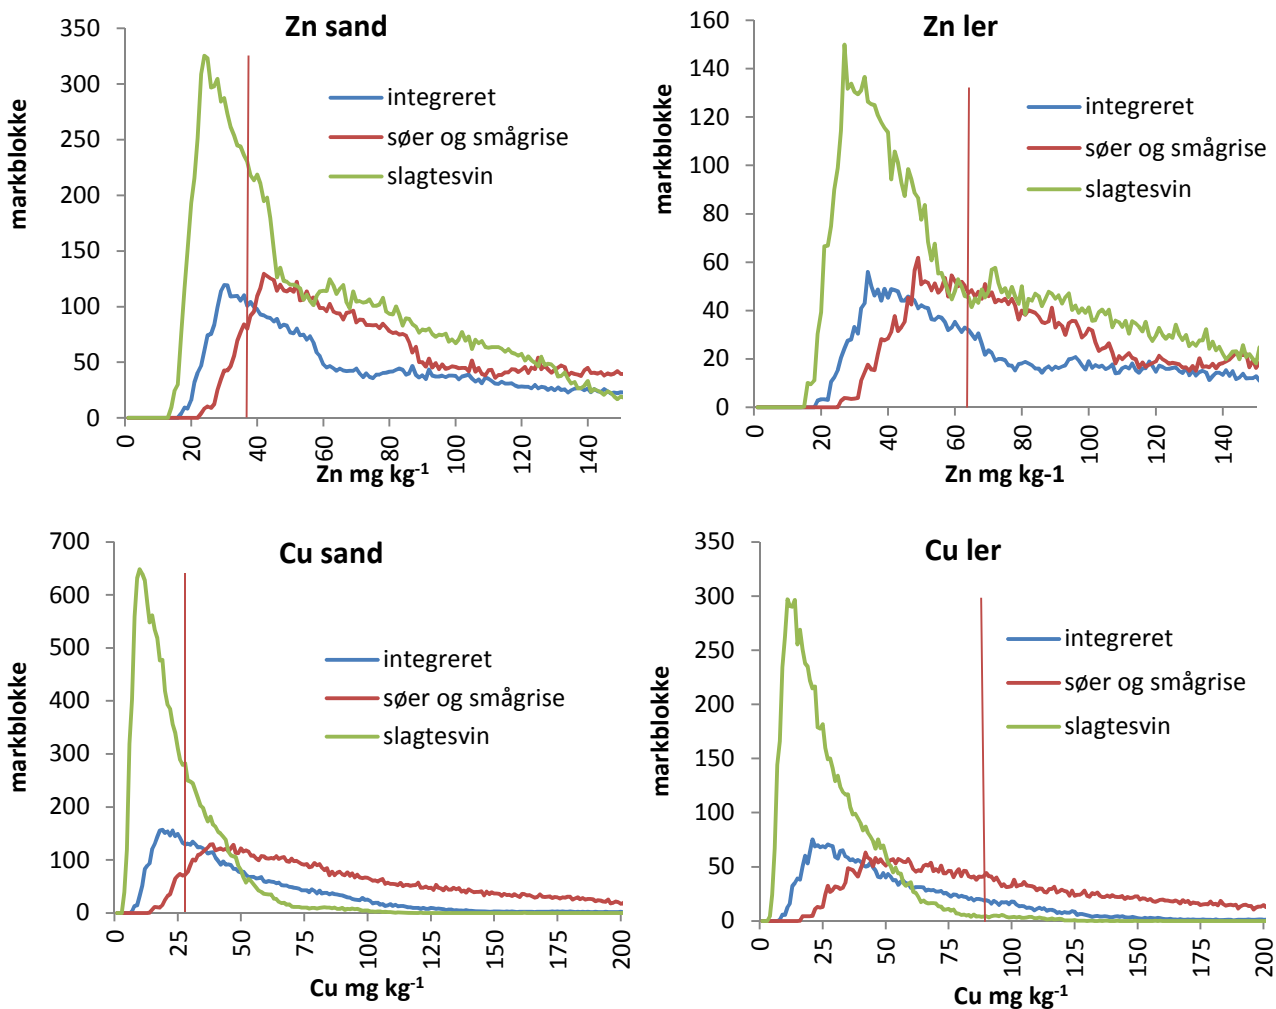 Zn sand
markblokke
350
300
250
200
150
100
50
0
integreret
søer og smågrise
slagtesvin
0 20 40 60 80 100 120 140
Zn mg kg⁻¹
Zn ler
markblokke
160
140
120
100
80
60
40
20
0
integreret
søer og smågrise
slagtesvin
0 20 40 60 80 100 120 140
Zn mg kg-1
Cu sand
markblokke
700
600
500
400
300
200
100
0
integreret
søer og smågrise
slagtesvin
0 25 50 75 100 125 150 175 200
Cu mg kg⁻¹
Cu ler
markblokke
350
300
250
200
150
100
50
0
integreret
søer og smågrise
slagtesvin
0 25 50 75 100 125 150 175 200
Cu mg kg⁻¹